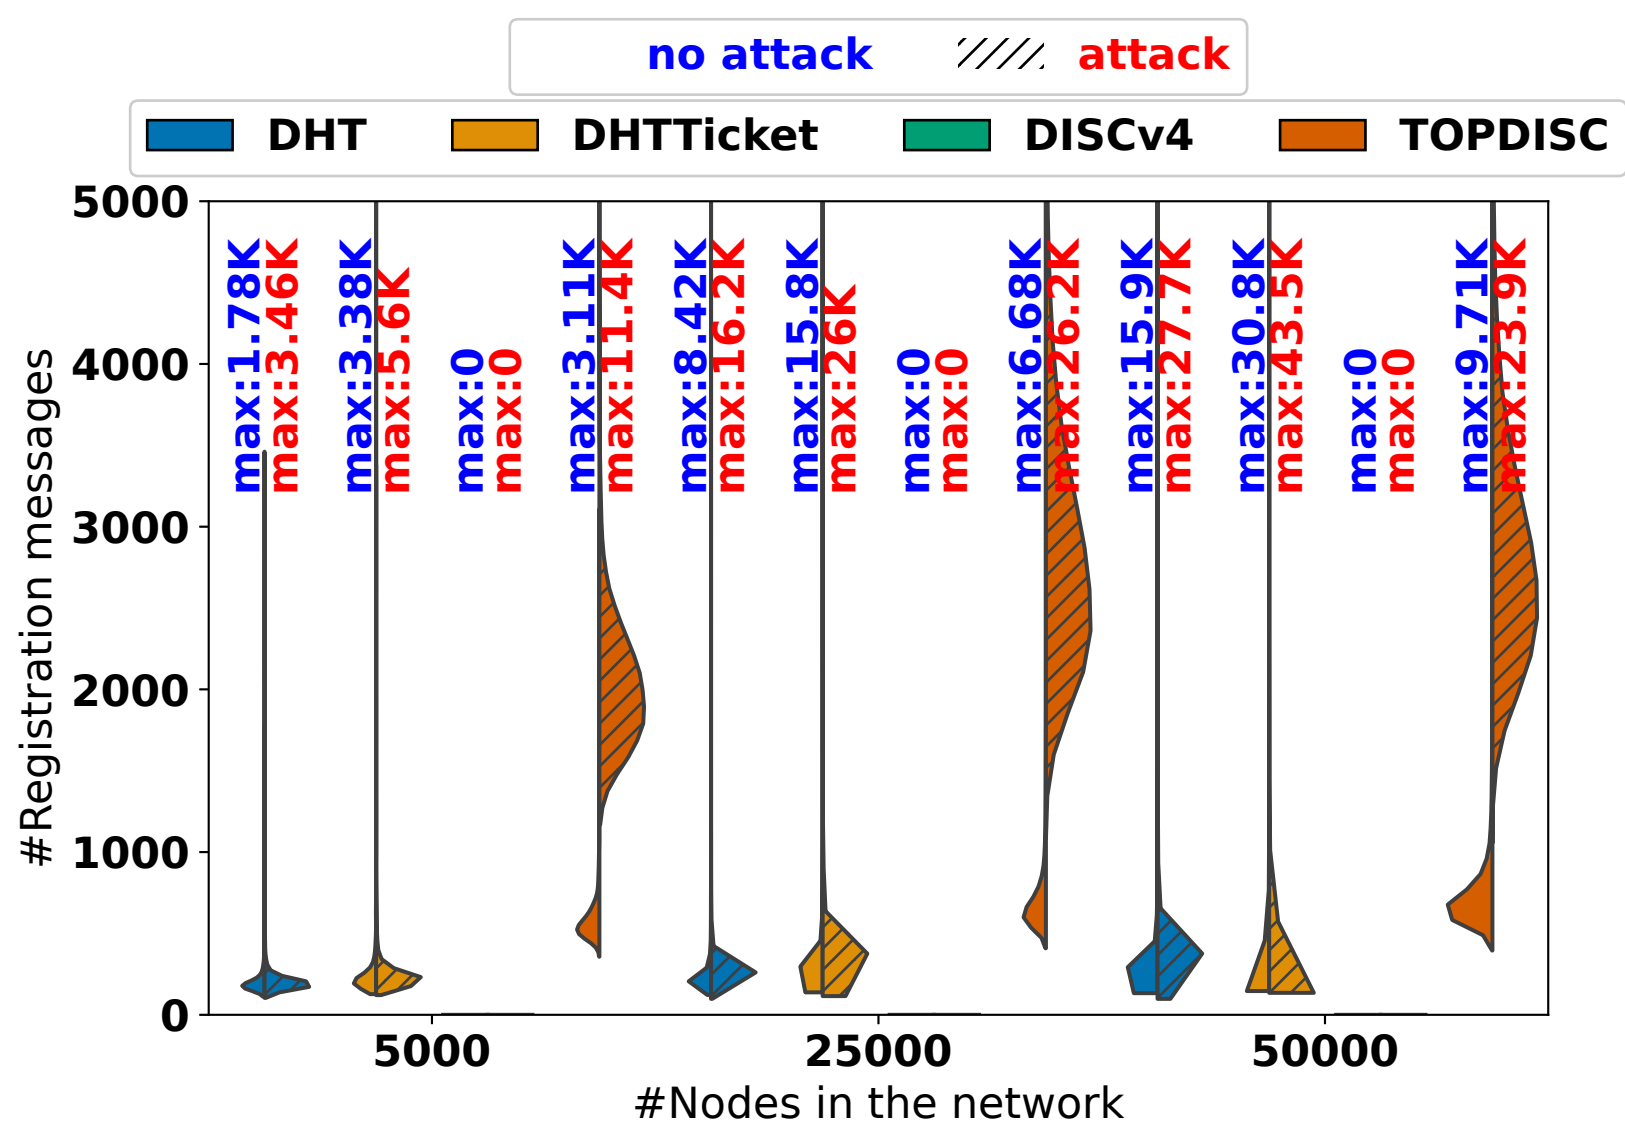 no attack attack
DHT DHTTicket DISCv4 TOPDISC
5000
4000
3000
2000
1000
0
#Registration messages
max:1.78K
max:3.46K
max:3.38K
max:5.6K
max:0
max:0
max:3.11K
max:11.4K
max:8.42K
max:16.2K
max:15.8K
max:26K
max:0
max:0
max:6.68K
max:26.2K
max:15.9K
max:27.7K
max:30.8K
max:43.5K
max:0
max:0
max:9.71K
max:23.9K
5000 25000 50000
#Nodes in the network